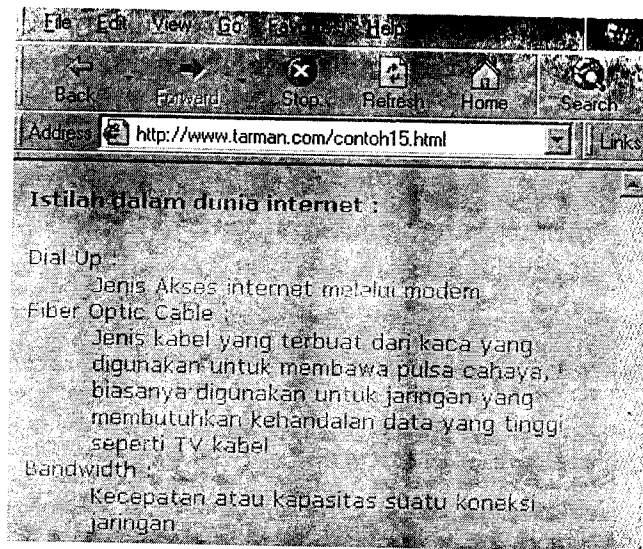 File Edit View Go Favorites Help
Back Forward Stop Refresh Home Search
Address http://www.tarman.com/contoh15.html Links
Istilah dalam dunia internet :
Dial Up :
Jenis Akses internet melalui modem
Fiber Optic Cable :
Jenis kabel yang terbuat dari kaca yang
digunakan untuk membawa pulsa cahaya,
biasanya digunakan untuk jaringan yang
membutuhkan kehandalan data yang tinggi
seperti TV kabel
Bandwidth :
Kecepatan atau kapasitas suatu koneksi
jaringan